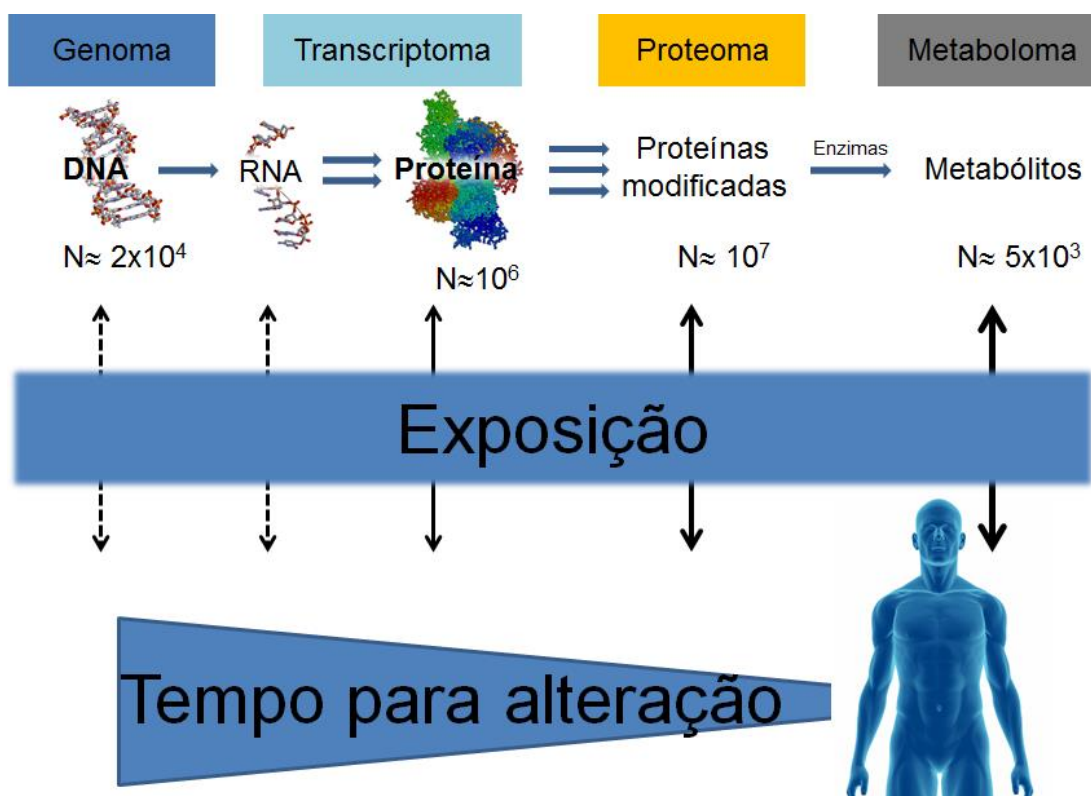 Genoma
Transcriptoma
Proteoma
Metaboloma
DNA
RNA
Proteína
Proteínas
modificadas
Enzimas
Metabólitos
N≈ 2x10⁴
N≈10⁶
N≈ 10⁷
N≈ 5x10³
Exposição
Tempo para alteração